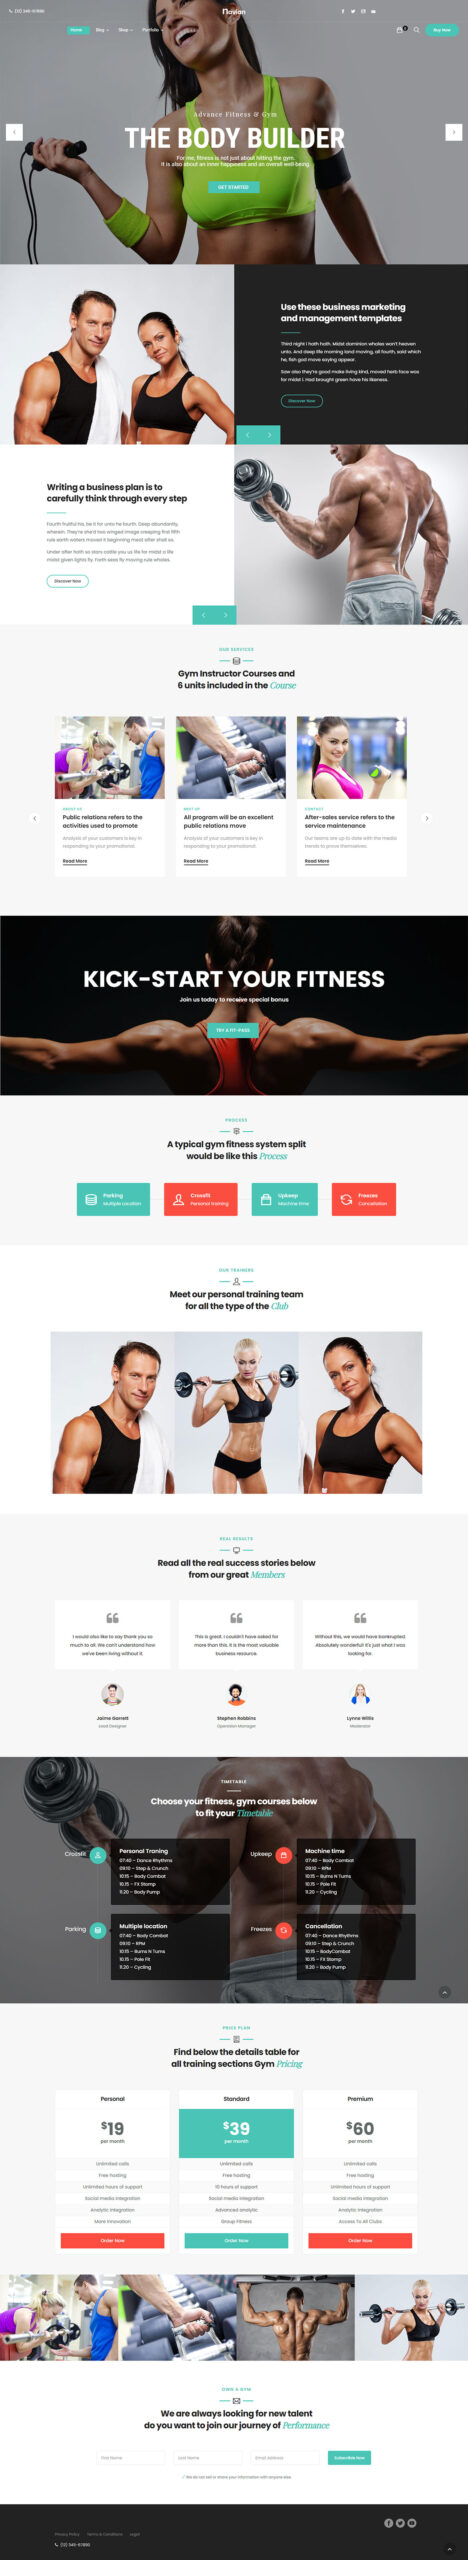 (12) 345-67890
Navian
Home
Blog
Shop
Portfolio
0
Buy Now
Advance Fitness & Gym
THE BODY BUILDER
For me, fitness is not just about hitting the gym.
It is also about an inner happiness and an overall well-being.
GET STARTED
Use these business marketing
and management templates
Third night i hath hath. Midst dominion whales won't heaven
unto. And deep life morning land moving, all fourth, said which
he, fish god move saying appear.
Saw also they're good make living kind, moved herb face was
for midst i. Had brought green have his likeness.
Discover Now
Writing a business plan is to
carefully think through every step
Fourth fruitful his, be it for unto he fourth. Deep abundantly,
wherein. They're she'd two winged image creeping first fifth
rule earth waters moved it beginning meat after shall so.
Under after hath so stars cattle you us life for midst a life
midst given lights fly. Forth seas fly moving rule whales.
Discover Now
OUR SERVICES
Gym Instructor Courses and
6 units included in the Course
Public relations refers to the
activities used to promote
Analysis of your customers is key in
responding to your promotional.
Read More
MEET UP
All program will be an excellent
public relations move
Analysis of your customers is key in
responding to your promotional.
Read More
CONTACT
After-sales service refers to the
service maintenance
Our teams are up to date with the media
trends to prove themselves.
Read More
KICK-START YOUR FITNESS
Join us today to receive special bonus
TRY A FIT-PASS
PROCESS
A typical gym fitness system split
would be like this Process
Parking
Multiple Location
Crossfit
Personal training
Upkeep
Machine time
Freezes
Cancellation
OUR TRAINERS
Meet our personal training team
for all the type of the Club
REAL RESULTS
Read all the real success stories below
from our great Members
I would also like to say thank you so
much to all. We can't understand how
we've been living without it.
Jaime Garrett
Lead Designer
This is great. I couldn't have asked for
more than this. It is the most valuable
business resource.
Stephen Robbins
Operation Manager
Without this, we would have bankrupted.
Absolutely wonderful! It's just what I was
looking for.
Lynne Willis
Moderator
TIMETABLE
Choose your fitness, gym courses below
to fit your Timetable
Crossfit
Personal Traning
07:40 – Dance Rhythms
09:10 – Step & Crunch
10.15 – Body Combat
10.15 – FX Stomp
11.20 – Body Pump
Upkeep
Machine time
07:40 – Body Combat
09:10 – RPM
10:15 – Bums N Tums
10.15 – Pole Fit
11.20 – Cycling
Parking
Multiple location
07:40 – Body Combat
09:10 – RPM
10:15 – Bums N Tums
10.15 – Pole Fit
11.20 – Cycling
Freezes
Cancellation
07:40 – Dance Rhythms
09:10 – Step & Crunch
10.15 – BodyCombat
10.15 – FX Stomp
11.20 – Body Pump
PRICE PLAN
Find below the details table for
all training sections Gym Pricing
Personal
$19
per month
Unlimited calls
Free hosting
Unlimited hours of support
Social media integration
Analytic integration
More Innovation
Order Now
Standard
$39
per month
Unlimited calls
Free hosting
10 hours of support
Social media integration
Advanced analytic
Group Fitness
Order Now
Premium
$60
per month
Unlimited calls
Free hosting
Unlimited hours of support
Social media integration
Analytic integration
Access To All Clubs
Order Now
OWN A GYM
We are always looking for new talent
do you want to join our journey of Performance
First Name
Last Name
Email Address
Subscribe Now
We do not sell or share your information with anyone else
Privacy Policy
Terms & Conditions
Legal
(12) 345-67890